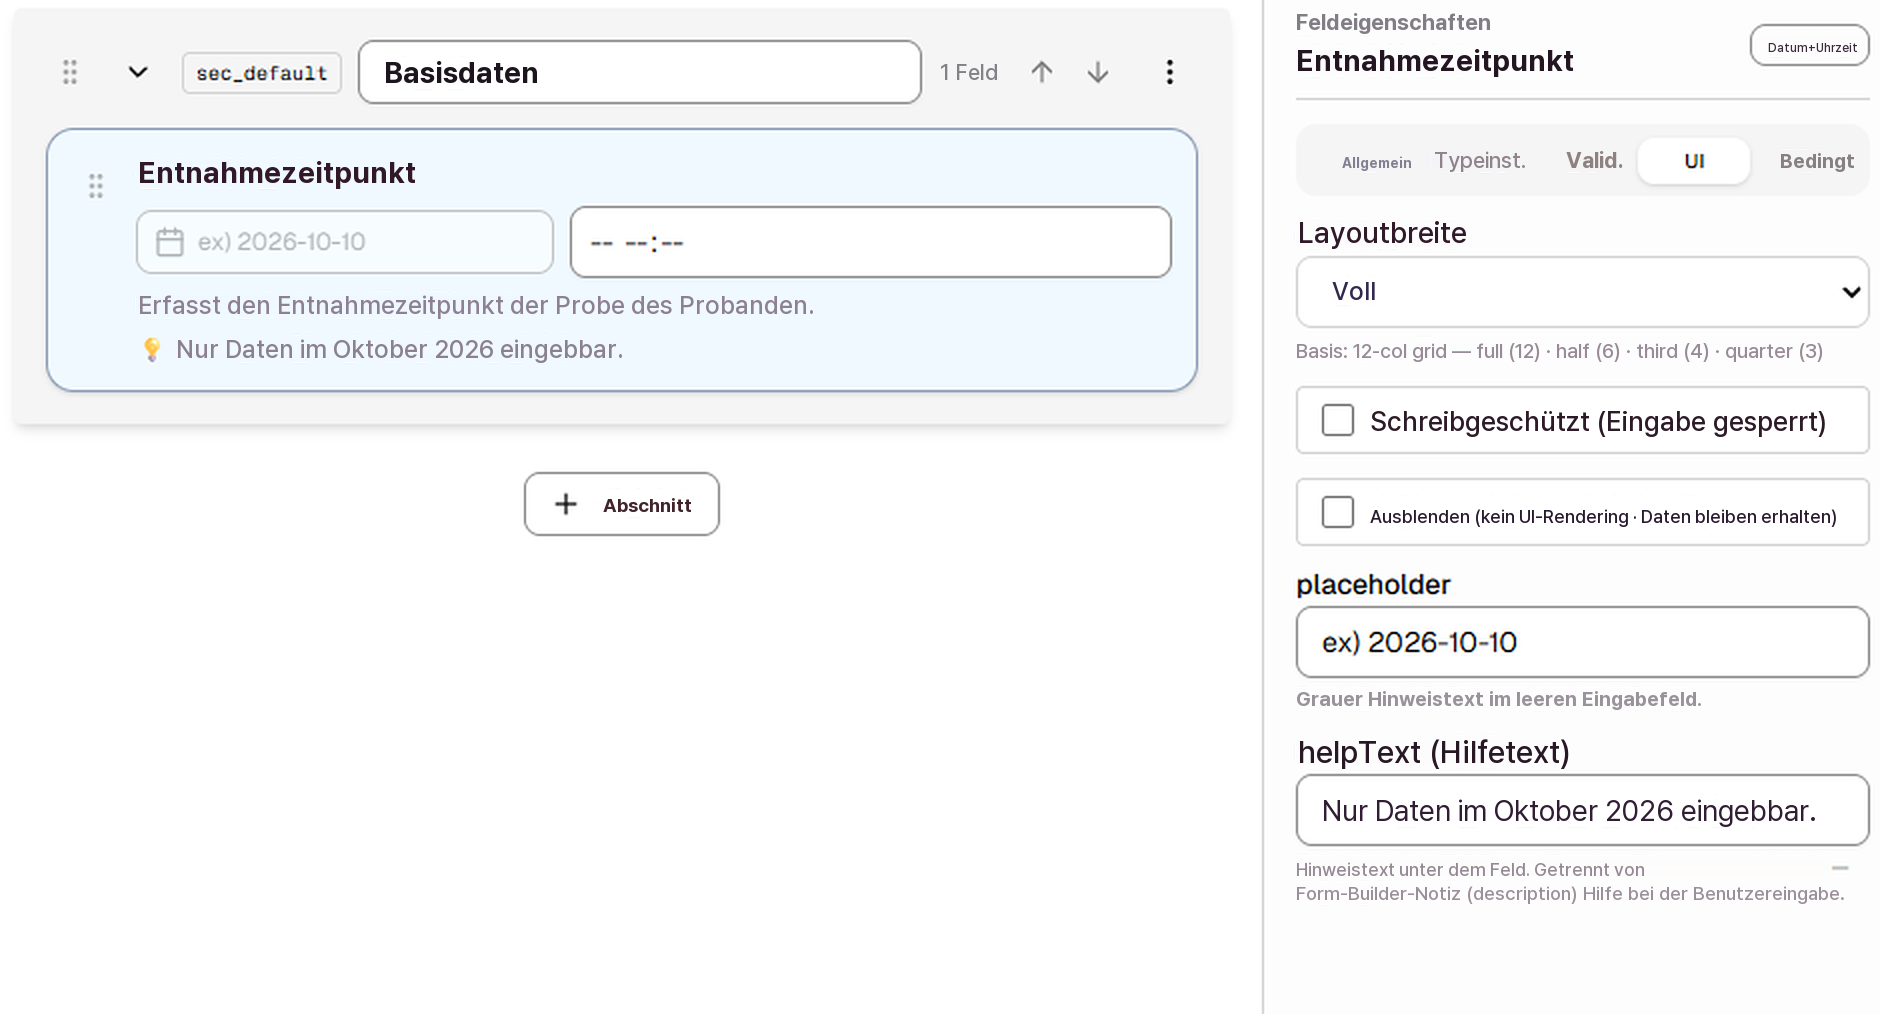 sec_default
Basisdaten
1 Feld
Entnahmezeitpunkt
ex) 2026-10-10
-- --:--
Erfasst den Entnahmezeitpunkt der Probe des Probanden.
💡 Nur Daten im Oktober 2026 eingebbar.
+ Abschnitt
Feldeigenschaften
Entnahmezeitpunkt
Datum+Uhrzeit
Allgemein Typeinst. Valid. UI Bedingt
Layoutbreite
Voll
Basis: 12-col grid — full (12) · half (6) · third (4) · quarter (3)
Schreibgeschützt (Eingabe gesperrt)
Ausblenden (kein UI-Rendering · Daten bleiben erhalten)
placeholder
ex) 2026-10-10
Grauer Hinweistext im leeren Eingabefeld.
helpText (Hilfetext)
Nur Daten im Oktober 2026 eingebbar.
Hinweistext unter dem Feld. Getrennt von –
Form-Builder-Notiz (description) Hilfe bei der Benutzereingabe.